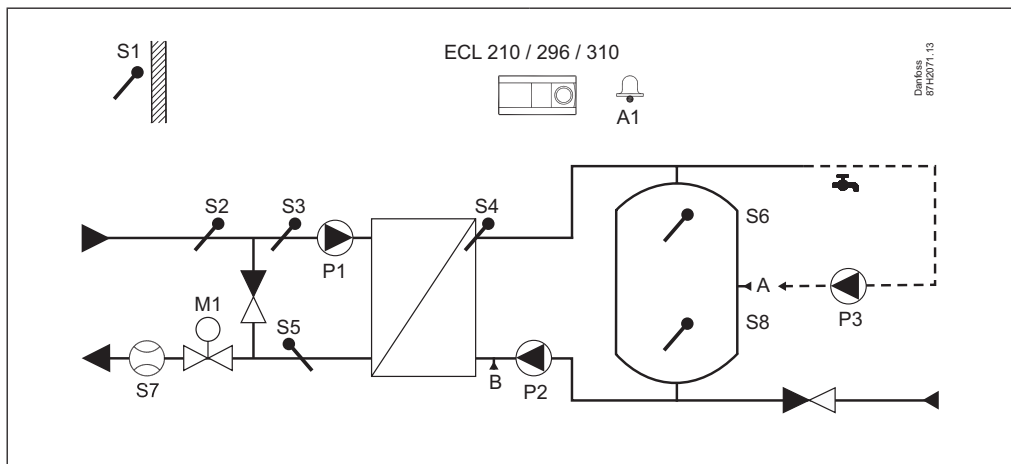 S1
ECL 210 / 296 / 310
A1
Danfoss
87H2071.13
S2
S3
P1
S4
S6
A
P3
S8
M1
S5
S7
B
P2